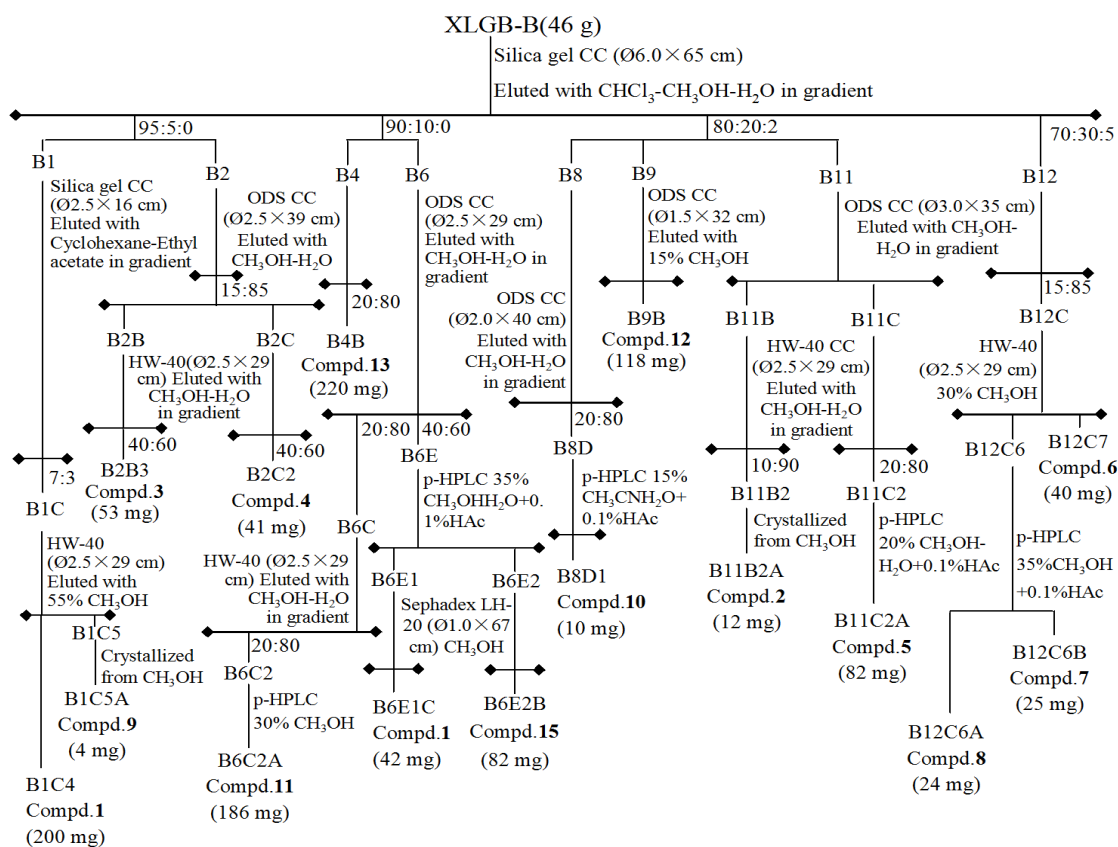 XLGB-B(46 g)
Silica gel CC (Ø6.0×65 cm)
Eluted with CHCl₃-CH₃OH-H₂O in gradient
95:5:0
90:10:0
80:20:2
70:30:5
B1
Silica gel CC
(Ø2.5×16 cm)
Eluted with
Cyclohexane-Ethyl
acetate in gradient
7:3
B1C
HW-40
(Ø2.5×29 cm)
Eluted with
55% CH₃OH
B1C5
Crystallized
from CH₃OH
B1C5A
Compd.9
(4 mg)
B1C4
Compd.1
(200 mg)
B2
ODS CC
(Ø2.5×39 cm)
Eluted with
CH₃OH-H₂O
15:85
B2B
B2C
HW-40(Ø2.5×29
cm) Eluted with
CH₃OH-H₂O
in gradient
40:60
B2B3
Compd.3
(53 mg)
40:60
B2C2
Compd.4
(41 mg)
B4
20:80
B4B
Compd.13
(220 mg)
B6
ODS CC
(Ø2.5×29 cm)
Eluted with
CH₃OH-H₂O in
gradient
20:80
40:60
B6C
HW-40 (Ø2.5×29
cm) Eluted with
CH₃OH-H₂O
in gradient
20:80
B6C2
p-HPLC
30% CH₃OH
B6C2A
Compd.11
(186 mg)
B6E
p-HPLC 35%
CH₃OHH₂O+0.
1%HAc
B6E1
B6E2
Sephadex LH-
20 (Ø1.0×67
cm) CH₃OH
B6E1C
Compd.1
(42 mg)
B6E2B
Compd.15
(82 mg)
B8
ODS CC
(Ø2.0×40 cm)
Eluted with
CH₃OH-H₂O
in gradient
20:80
B8D
p-HPLC 15%
CH₃CNH₂O+
0.1%HAc
B8D1
Compd.10
(10 mg)
B9
ODS CC
(Ø1.5×32 cm)
Eluted with
15% CH₃OH
B9B
Compd.12
(118 mg)
B11
B11B
B11C
HW-40 CC
(Ø2.5×29 cm)
Eluted with
CH₃OH-H₂O
in gradient
10:90
B11B2
Crystallized
from CH₃OH
B11B2A
Compd.2
(12 mg)
20:80
B11C2
p-HPLC
20% CH₃OH-
H₂O+0.1%HAc
B11C2A
Compd.5
(82 mg)
B12
ODS CC (Ø3.0×35 cm)
Eluted with CH₃OH-
H₂O in gradient
15:85
B12C
HW-40
(Ø2.5×29 cm)
30% CH₃OH
B12C6
B12C7
Compd.6
(40 mg)
p-HPLC
35%CH₃OH
+0.1%HAc
B12C6B
Compd.7
(25 mg)
B12C6A
Compd.8
(24 mg)